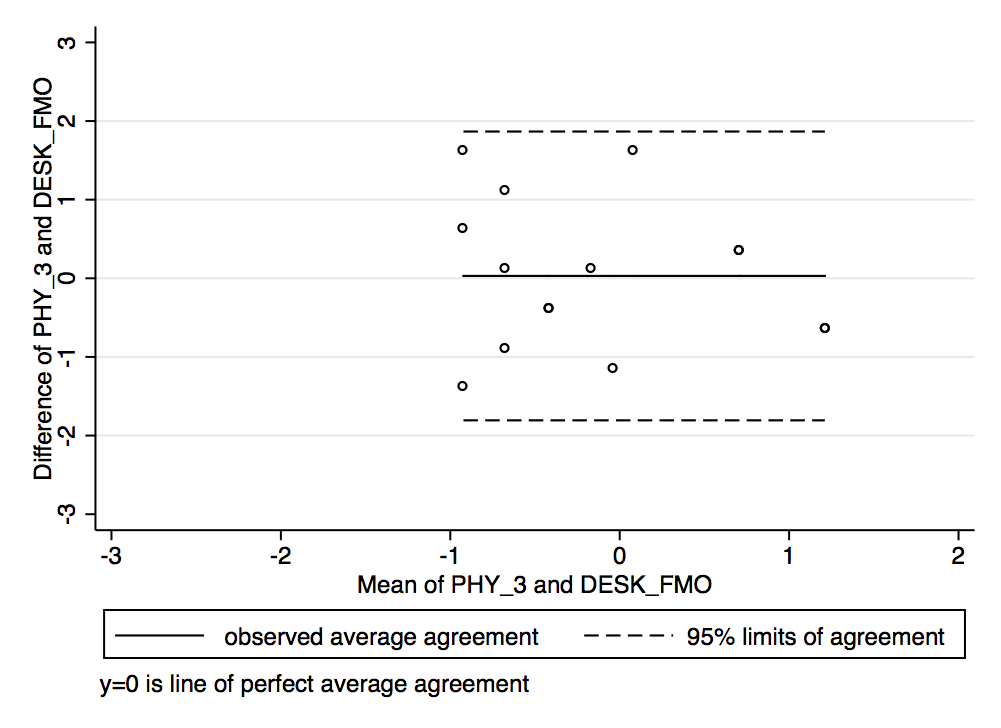 Difference of PHY_3 and DESK_FMO
3
2
1
0
-1
-2
-3
-3 -2 -1 0 1 2
Mean of PHY_3 and DESK_FMO
observed average agreement 95% limits of agreement
y=0 is line of perfect average agreement